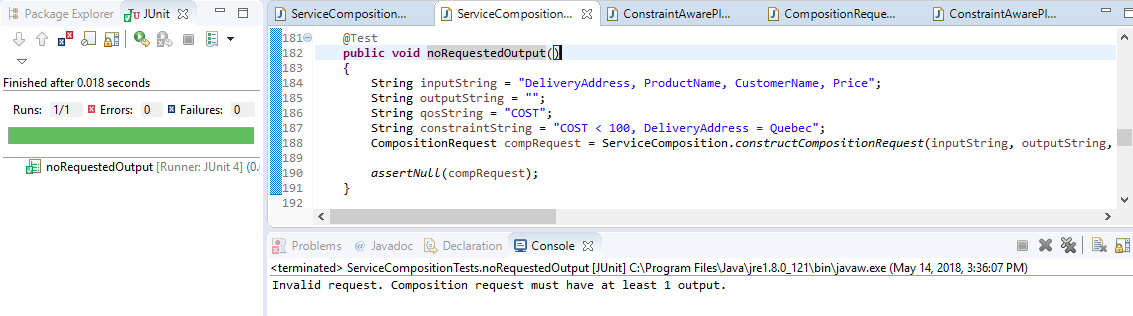 Package Explorer JUnit
Finished after 0.018 seconds
Runs: 1/1 Errors: 0 Failures: 0
noRequestedOutput [Runner: JUnit 4] (0.0
ServiceComposition... ServiceComposition... ConstraintAwarePl... CompositionReque... ConstraintAwarePl...
181 @Test
182 public void noRequestedOutput()
183 {
184 String inputString = "DeliveryAddress, ProductName, CustomerName, Price";
185 String outputString = "";
186 String qosString = "COST";
187 String constraintString = "COST < 100, DeliveryAddress = Quebec";
188 CompositionRequest compRequest = ServiceComposition.constructCompositionRequest(inputString, outputString,
189
190 assertNull(compRequest);
191 }
192
Problems @ Javadoc Declaration Console
<terminated> ServiceCompositionTests.noRequestedOutput [JUnit] C:\Program Files\Java\jre1.8.0_121\bin\javaw.exe (May 14, 2018, 3:36:07 PM)
Invalid request. Composition request must have at least 1 output.